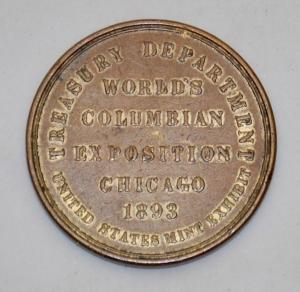 TREASURY DEPARTMENT
WORLD'S
COLUMBIAN
EXPOSITION
CHICAGO
1893
UNITED STATES MINT EXHIBIT